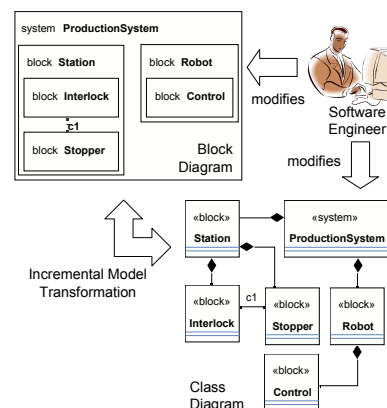 system ProductionSystem
block Station
block Robot
block Interlock
block Control
c1
block Stopper
Block
Diagram
modifies
Software
Engineer
modifies
Incremental Model
Transformation
«block»
Station
«system»
ProductionSystem
«block»
Interlock
c1
«block»
Stopper
«block»
Robot
«block»
Control
Class
Diagram